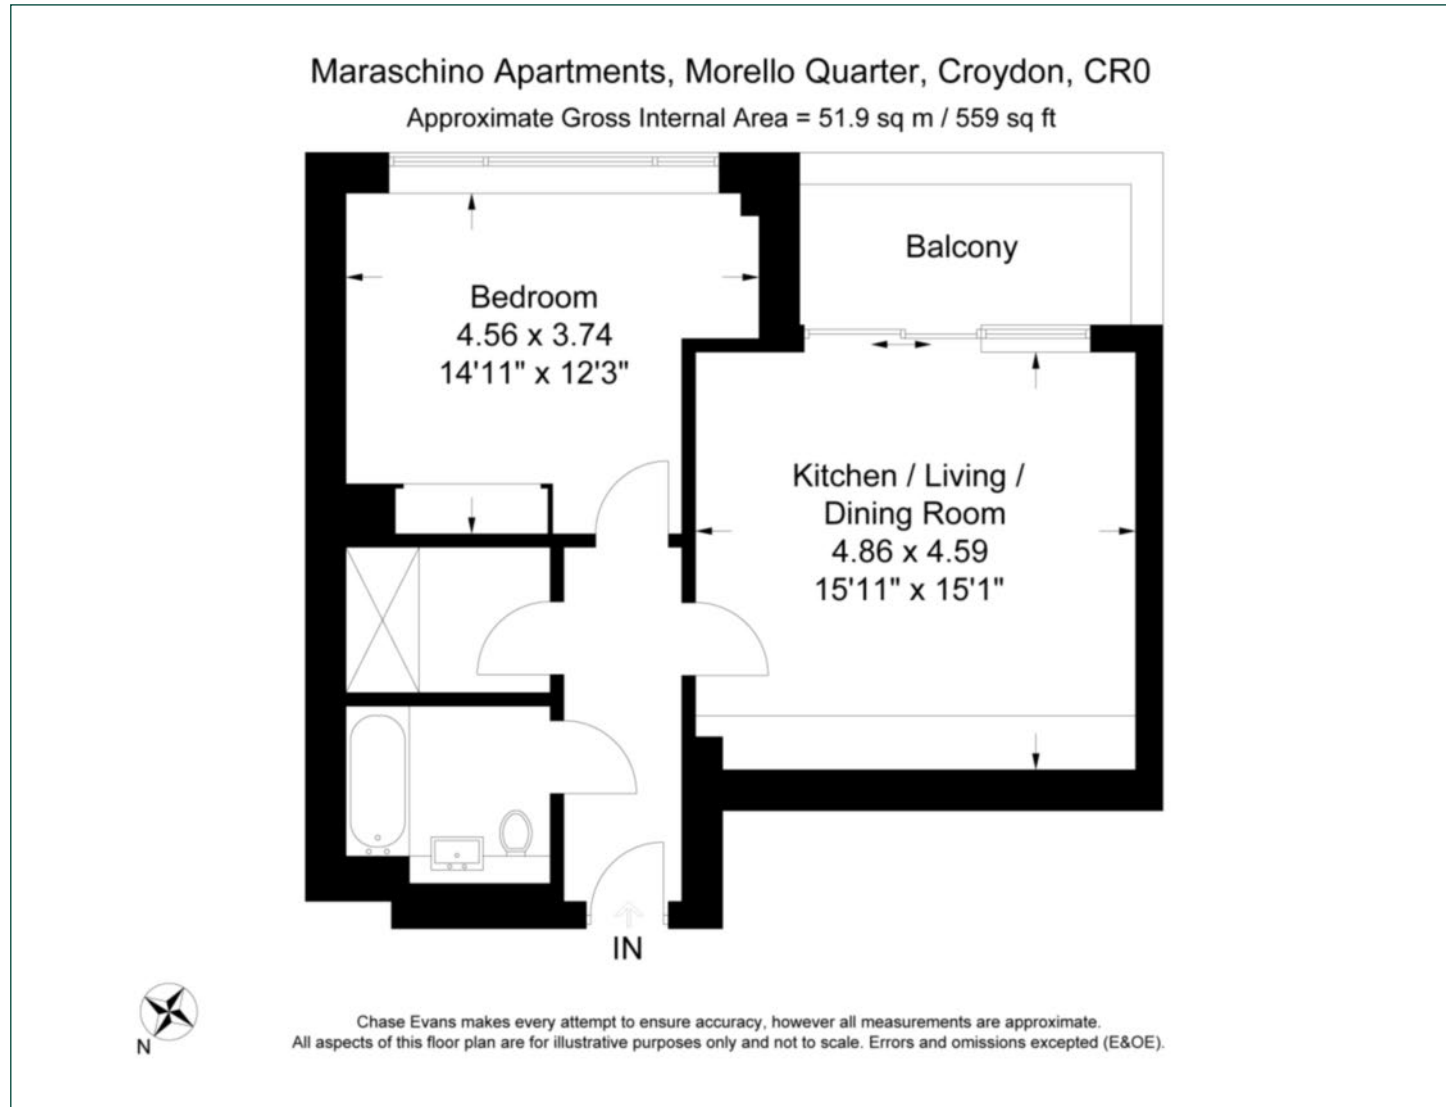 Maraschino Apartments, Morello Quarter, Croydon, CR0
Approximate Gross Internal Area = 51.9 sq m / 559 sq ft
Balcony
Bedroom
4.56 x 3.74
14'11" x 12'3"
Kitchen / Living /
Dining Room
4.86 x 4.59
15'11" x 15'1"
IN
N
Chase Evans makes every attempt to ensure accuracy, however all measurements are approximate.
All aspects of this floor plan are for illustrative purposes only and not to scale. Errors and omissions excepted (E&OE).